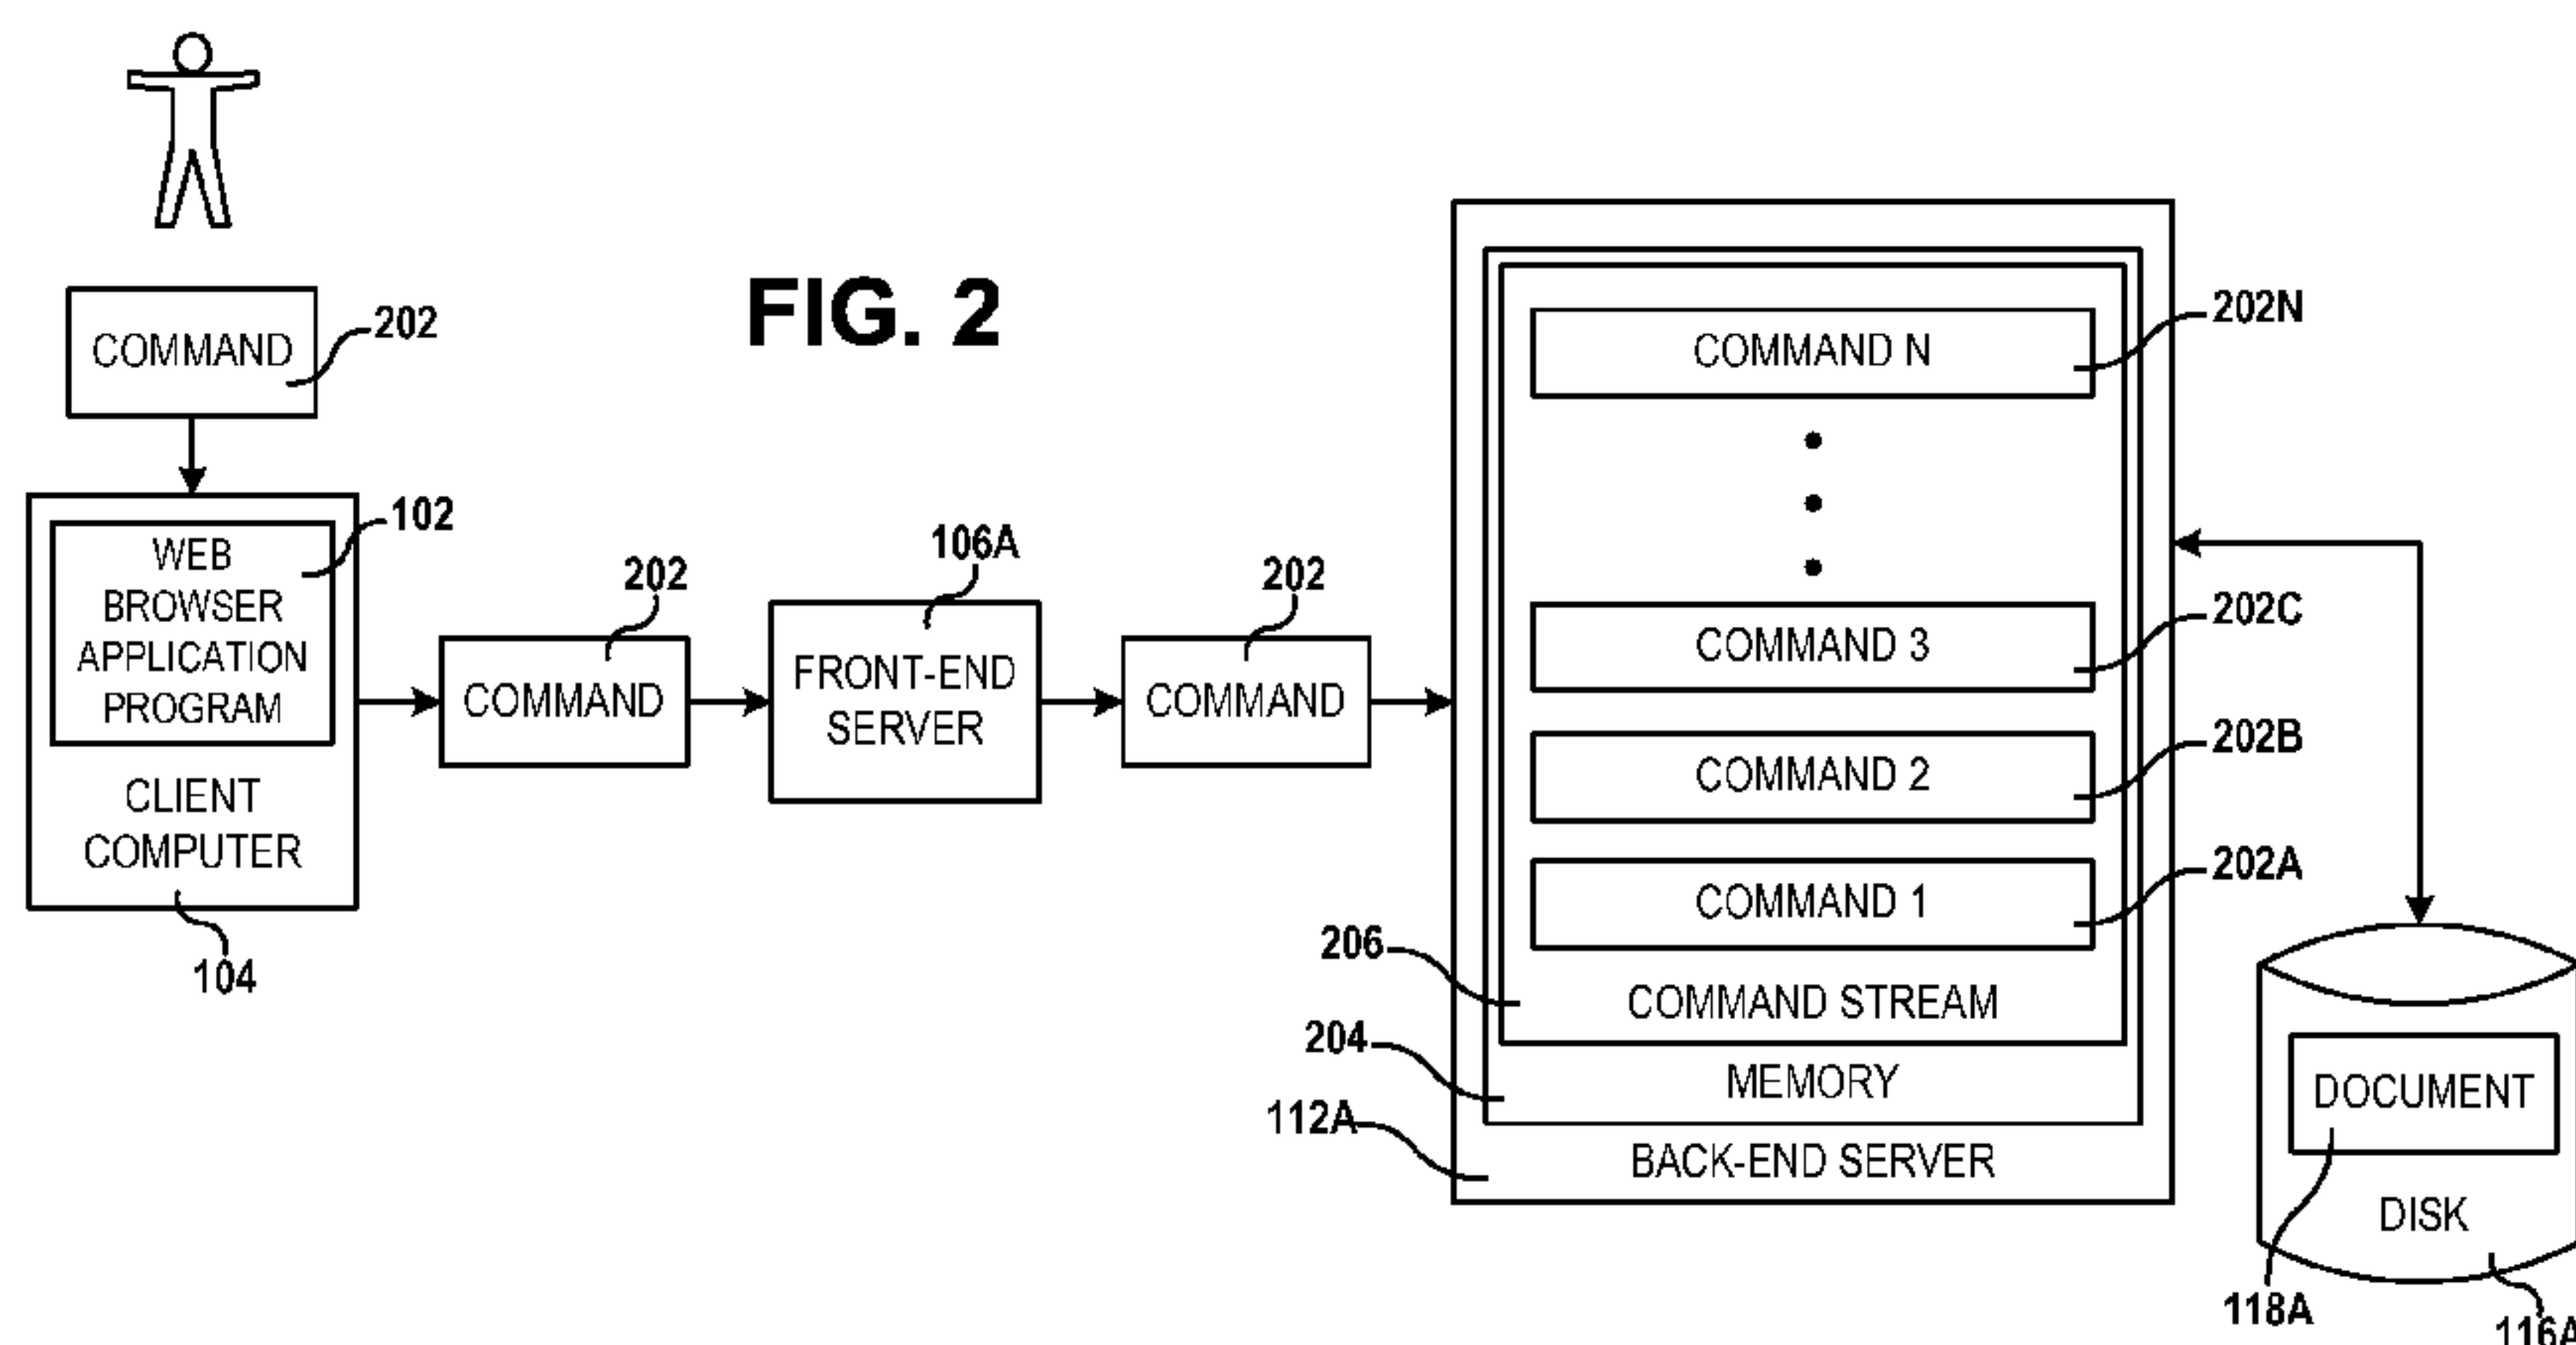 FIG. 2
COMMAND
202
102
WEB
BROWSER
APPLICATION
PROGRAM
CLIENT
COMPUTER
104
202
COMMAND
106A
FRONT-END
SERVER
202
COMMAND
COMMAND N
202N
COMMAND 3
202C
COMMAND 2
202B
COMMAND 1
202A
206
COMMAND STREAM
204
MEMORY
112A
BACK-END SERVER
DOCUMENT
DISK
118A
116A